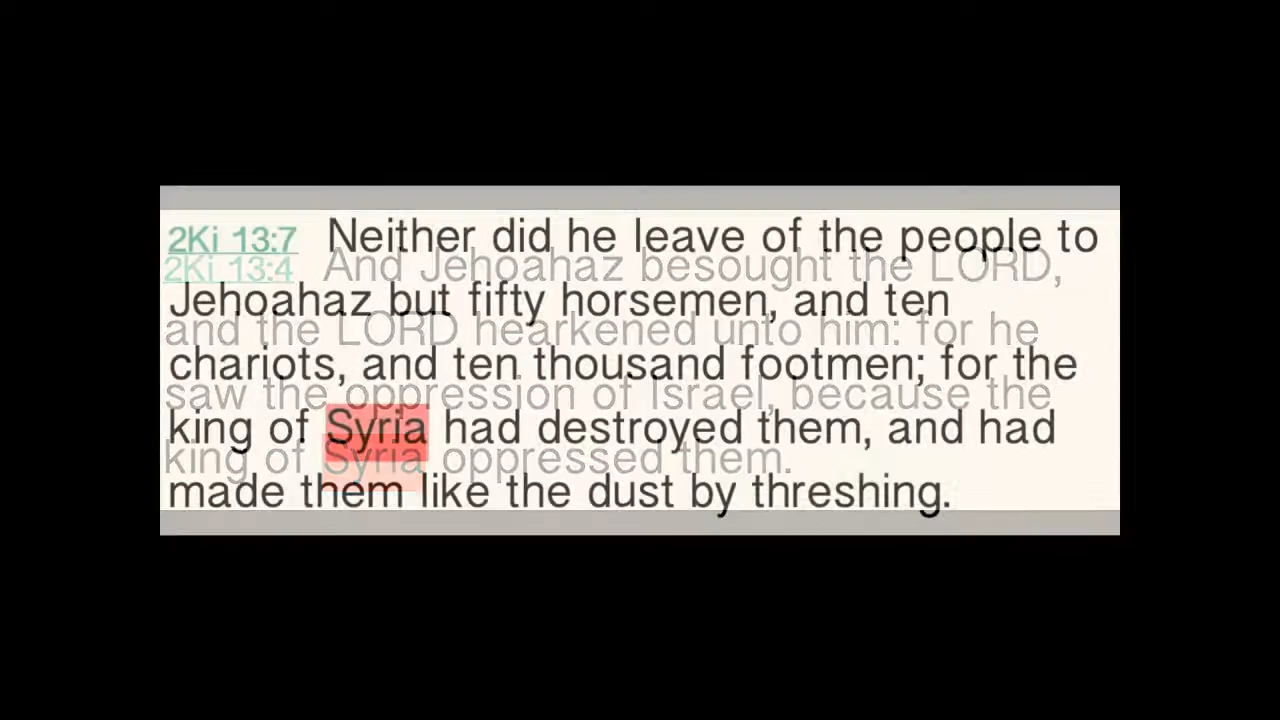 2Ki 13:7 Neither did he leave of the people to
2Ki 13:4 And Jehoahaz besought the LORD,
Jehoahaz but fifty horsemen, and ten
and the LORD hearkened unto him: for he
chariots, and ten thousand footmen; for the
saw the oppression of Israel, because the
king of Syria had destroyed them, and had
king of Syria oppressed them.
made them like the dust by threshing.